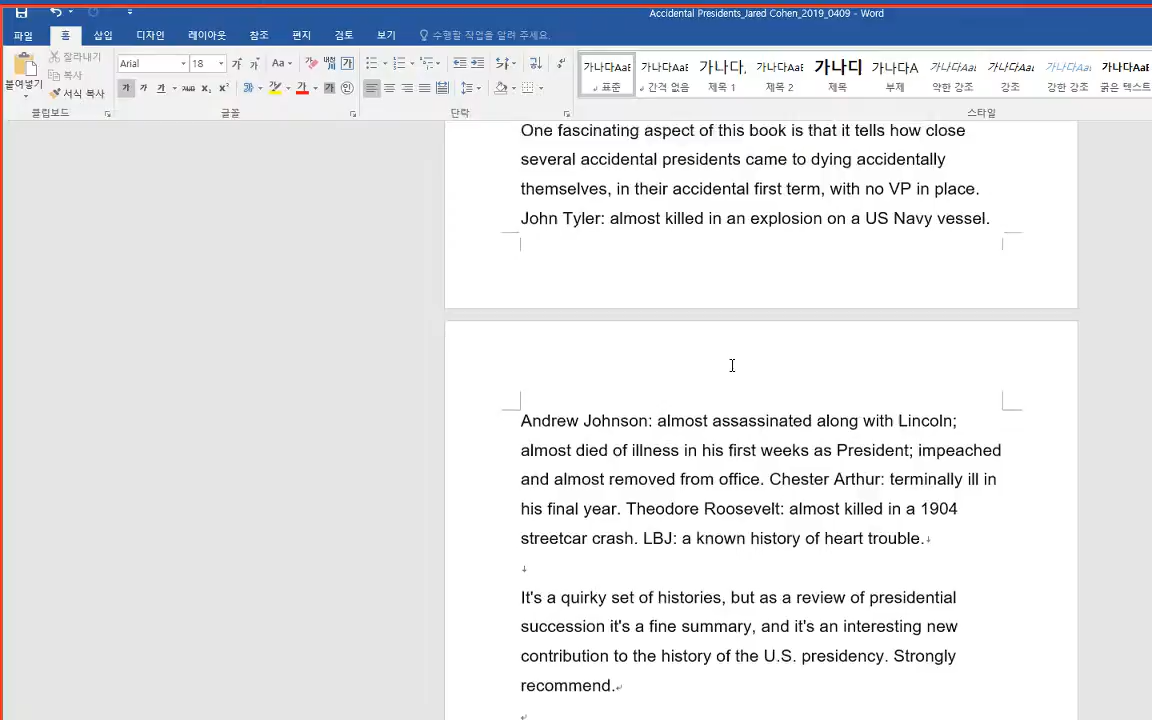 Accidental Presidents_Jared Cohen_2019_0409 - Word
파일 홈 삽입 디자인 레이아웃 참조 편지 검토 보기 수행할 작업을 알려 주세요.
붙여넣기 잘라내기 복사 서식 복사
Arial 18
가나다AaB 가나다AaB 가나다, 가나다AaB 가나디 가나다A 가나다Aa 가나다Aa 가나다Aa 가나다AaB
표준 간격 없음 제목 1 제목 2 제목 부제 약한 강조 강조 강한 강조 굵은 텍스트
클립보드 글꼴 단락 스타일
One fascinating aspect of this book is that it tells how close
several accidental presidents came to dying accidentally
themselves, in their accidental first term, with no VP in place.
John Tyler: almost killed in an explosion on a US Navy vessel.
Andrew Johnson: almost assassinated along with Lincoln;
almost died of illness in his first weeks as President; impeached
and almost removed from office. Chester Arthur: terminally ill in
his final year. Theodore Roosevelt: almost killed in a 1904
streetcar crash. LBJ: a known history of heart trouble.
It's a quirky set of histories, but as a review of presidential
succession it's a fine summary, and it's an interesting new
contribution to the history of the U.S. presidency. Strongly
recommend.